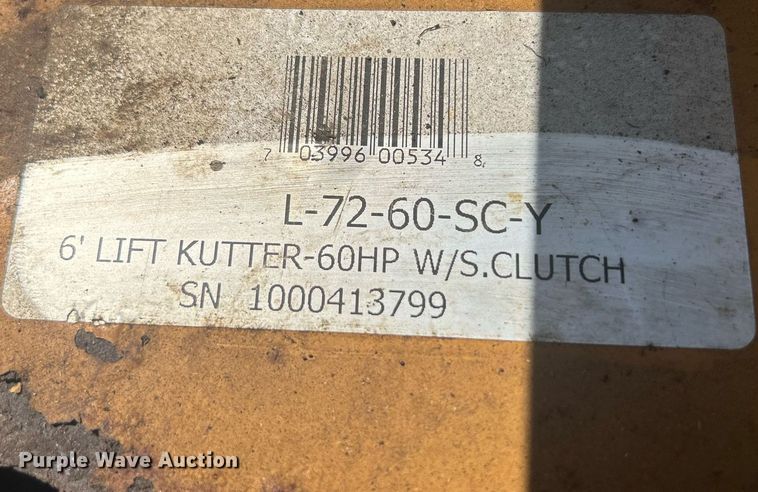 7 03996 00534 8
L-72-60-SC-Y
6' LIFT KUTTER-60HP W/S.CLUTCH
SN 1000413799
Purple Wave Auction